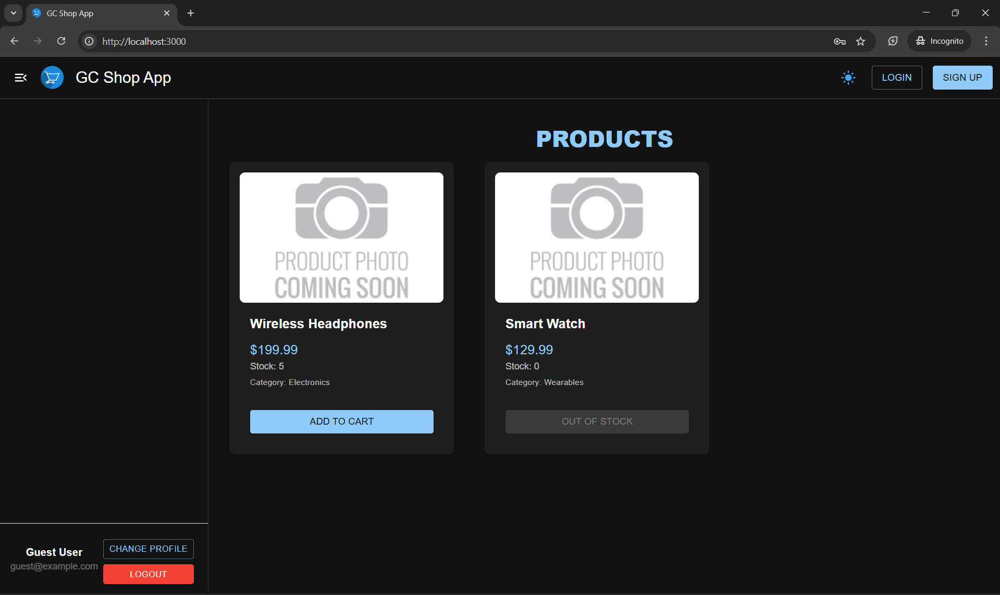 GC Shop App
http://localhost:3000
Incognito
GC Shop App
LOGIN
SIGN UP
PRODUCTS
PRODUCT PHOTO
COMING SOON
Wireless Headphones
$199.99
Stock: 5
Category: Electronics
ADD TO CART
PRODUCT PHOTO
COMING SOON
Smart Watch
$129.99
Stock: 0
Category: Wearables
OUT OF STOCK
Guest User
guest@example.com
CHANGE PROFILE
LOGOUT